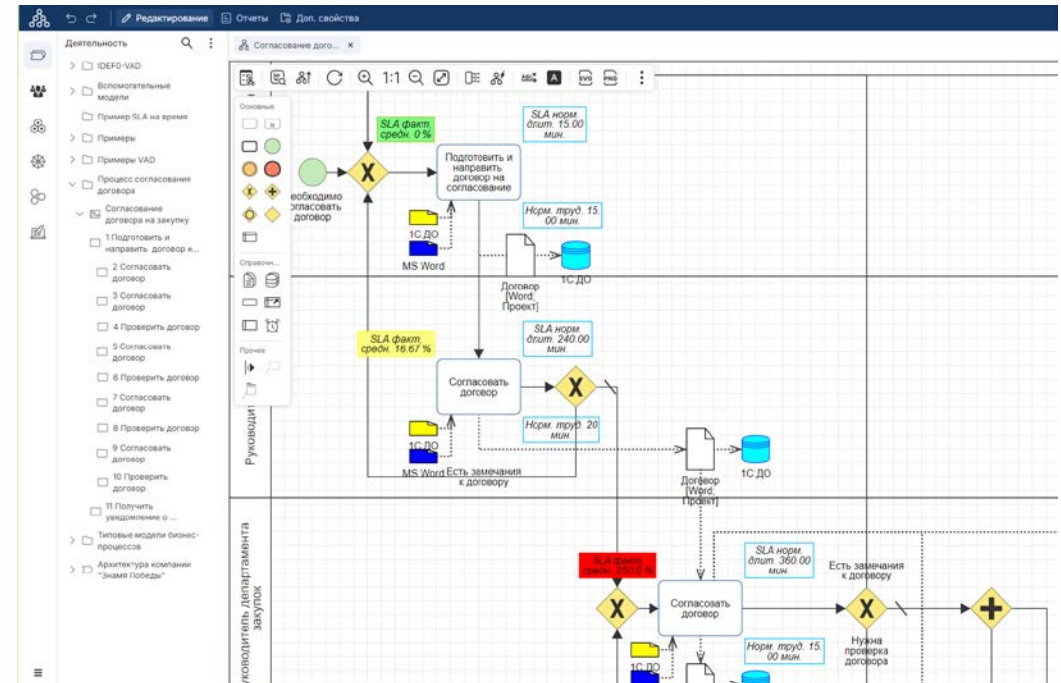 Редактирование
Отчеты
Доп. свойства
Деятельность
Согласование дого...
IDEF0-VAD
Вспомогательные
модели
Пример SLA на время
Примеры
Примеры VAD
Процесс согласования
договора
Согласование
договора на закупку
1 Подготовить и
направить договор к...
2 Согласовать
договор
3 Согласовать
договор
4 Проверить договор
5 Согласовать
договор
6 Проверить договор
7 Согласовать
договор
8 Проверить договор
9 Согласовать
договор
10 Проверить
договор
11 Получить
уведомление о ...
Типовые модели бизнес-
процессов
Архитектура компании
"Знамя Победы"
1:1
ABC
A
SVG
PNG
Основные
Справочн...
Прочее
SLA факт.
средн. 0 %
SLA норм.
длит. 15.00
мин.
Подготовить и
направить
договор на
согласование
еобходимо
огласовать
договор
X
Норм. труд. 15.
00 мин.
1С:ДО
MS Word
Договор
[Word;
Проект]
1С:ДО
SLA факт.
средн. 16.67 %
SLA норм.
длит. 240.00
мин.
Согласовать
договор
X
Норм. труд. 20
мин.
1С:ДО
MS Word
Есть замечания
к договору
Договор
[Word;
Проект]
1С:ДО
Руководит
уководитель департамента
закупок
SLA факт.
средн. 250.0 %
SLA норм.
длит. 360.00
мин.
Есть замечания
к договору
X
Согласовать
договор
X
Нужна
проверка
договора
Норм. труд. 15.
00 мин.
1С:ДО